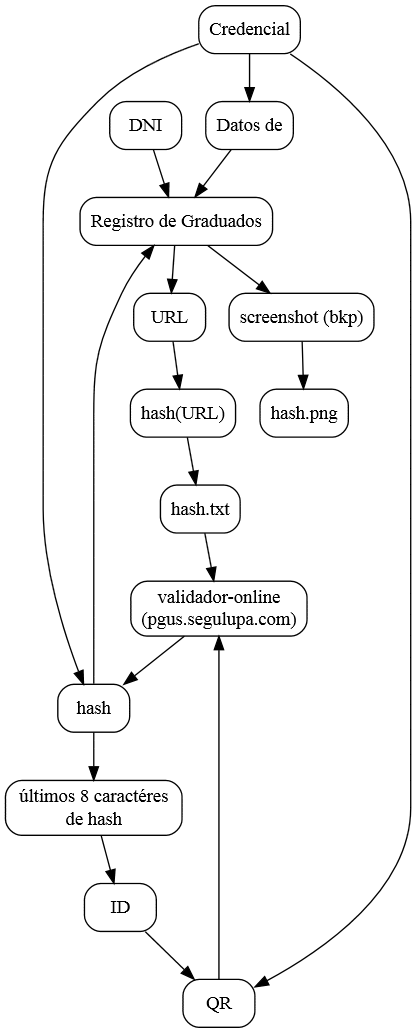 Credencial
DNI
Datos de
Registro de Graduados
URL
screenshot (bkp)
hash(URL)
hash.png
hash.txt
validador-online
(pgus.segulupa.com)
hash
últimos 8 caractéres
de hash
ID
QR